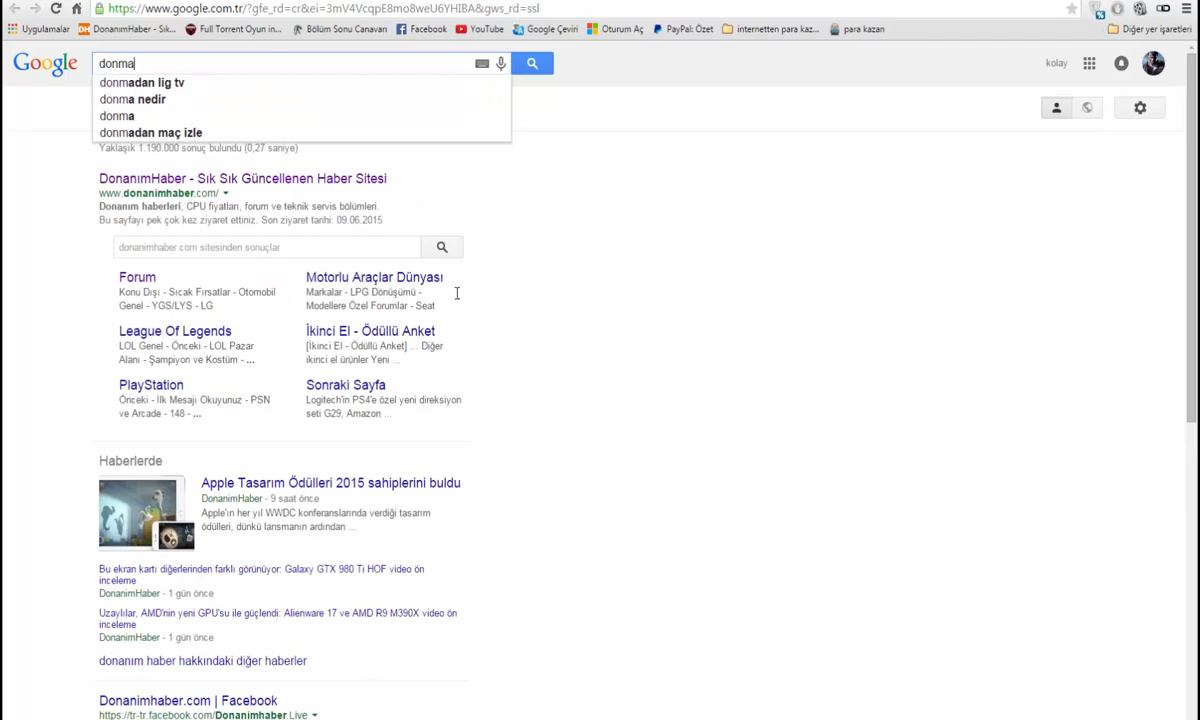 https://www.google.com.tr/?gfe_rd=cr&ei=3mV4VcqpE8mo8weU6YHIBA&gws_rd=ssl
Uygulamalar DH DonanımHaber - Sık... Full Torrent Oyun in... Bölüm Sonu Canavarı Facebook YouTube Google Çeviri Oturum Aç PayPal: Özet internetten para kazan... para kazan Diğer yer işaretleri
Google donma kolay
donmadan lig tv
donma nedir
donma
donmadan maç izle
Yaklaşık 1.190.000 sonuç bulundu (0,27 saniye)
DonanımHaber - Sık Sık Güncellenen Haber Sitesi
www.donanimhaber.com/
Donanım haberleri, CPU fiyatları, forum ve teknik servis bölümleri.
Bu sayfayı pek çok kez ziyaret ettiniz. Son ziyaret tarihi: 09.06.2015
donanimhaber.com sitesinden sonuçlar
Forum
Konu Dışı - Sıcak Fırsatlar - Otomobil
Genel - YGS/LYS - LG
Motorlu Araçlar Dünyası
Markalar - LPG Dönüşümü -
Modellere Özel Forumlar - Seat
League Of Legends
LOL Genel - Önceki - LOL Pazar
Alanı - Şampiyon ve Kostüm - ...
İkinci El - Ödüllü Anket
[İkinci El - Ödüllü Anket] ... Diğer
ikinci el ürünler Yeni ...
PlayStation
Önceki - İlk Mesajı Okuyunuz - PSN
ve Arcade - 148 - ...
Sonraki Sayfa
Logitech'in PS4'e özel yeni direksiyon
seti G29, Amazon ...
Haberlerde
Apple Tasarım Ödülleri 2015 sahiplerini buldu
DonanimHaber - 9 saat önce
Apple'ın her yıl WWDC konferanslarında verdiği tasarım
ödülleri, dünkü lansmanın ardından ...
Bu ekran kartı diğerlerinden farklı görünüyor: Galaxy GTX 980 Ti HOF video ön
inceleme
DonanimHaber - 1 gün önce
Uzaylılar, AMD'nin yeni GPU'su ile güçlendi: Alienware 17 ve AMD R9 M390X video ön
inceleme
DonanimHaber - 1 gün önce
donanım haber hakkındaki diğer haberler
Donanimhaber.com | Facebook
https://tr-tr.facebook.com/Donanimhaber.Live